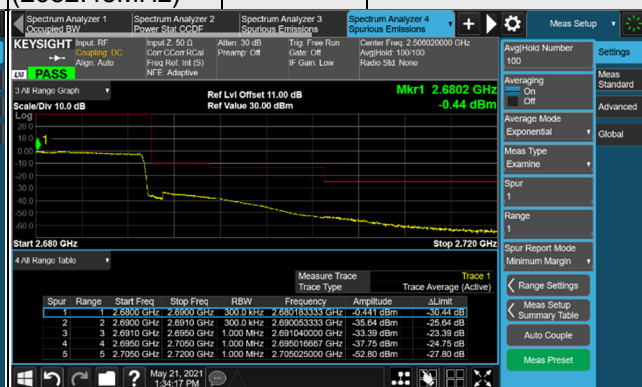 Spectrum Analyzer 1 Spectrum Analyzer 2 Spectrum Analyzer 3 Spectrum Analyzer 4
Occupied BW Power Stat CCDF Spurious Emissions Spurious Emissions
Meas Setup
KEYSIGHT Input: RF Input Z: 50 Ω Atten: 30 dB Trig: Free Run Center Freq: 2.506020000 GHz
Coupling: DC Corr CCorr RCal Preamp: Off Gate: Off Avg|Hold: 100/100
Align: Auto Freq Ref: Int (S) IF Gain: Low Radio Std: None
NFE: Adaptive
LXI PASS
3 All Range Graph
Ref Lvl Offset 11.00 dB Mkr1 2.6802 GHz
Scale/Div 10.0 dB Ref Value 30.00 dBm -0.44 dBm
Log
20.0
10.0
0.00
-10.0
-20.0
-30.0
-40.0
-50.0
-60.0
1
Start 2.680 GHz Stop 2.720 GHz
4 All Range Table
Measure Trace Trace 1
Trace Type Trace Average (Active)
Spur Range Start Freq Stop Freq RBW Frequency Amplitude ΔLimit
1 1 2.6800 GHz 2.6900 GHz 300.0 kHz 2.680183333 GHz -0.441 dBm -30.44 dB
2 2 2.6900 GHz 2.6910 GHz 300.0 kHz 2.690053333 GHz -35.64 dBm -25.64 dB
3 3 2.6910 GHz 2.6950 GHz 1.000 MHz 2.691040000 GHz -33.39 dBm -23.39 dB
4 4 2.6950 GHz 2.7050 GHz 1.000 MHz 2.695016667 GHz -37.75 dBm -24.75 dB
5 5 2.7050 GHz 2.7200 GHz 1.000 MHz 2.705025000 GHz -52.80 dBm -27.80 dB
Avg|Hold Number
100
Averaging
On
Off
Average Mode
Exponential
Meas Type
Examine
Spur
1
Range
1
Spur Report Mode
Minimum Margin
Range Settings
Meas Setup
Summary Table
Auto Couple
Meas Preset
Settings
Meas
Standard
Advanced
Global
May 21, 2021
1:34:17 PM